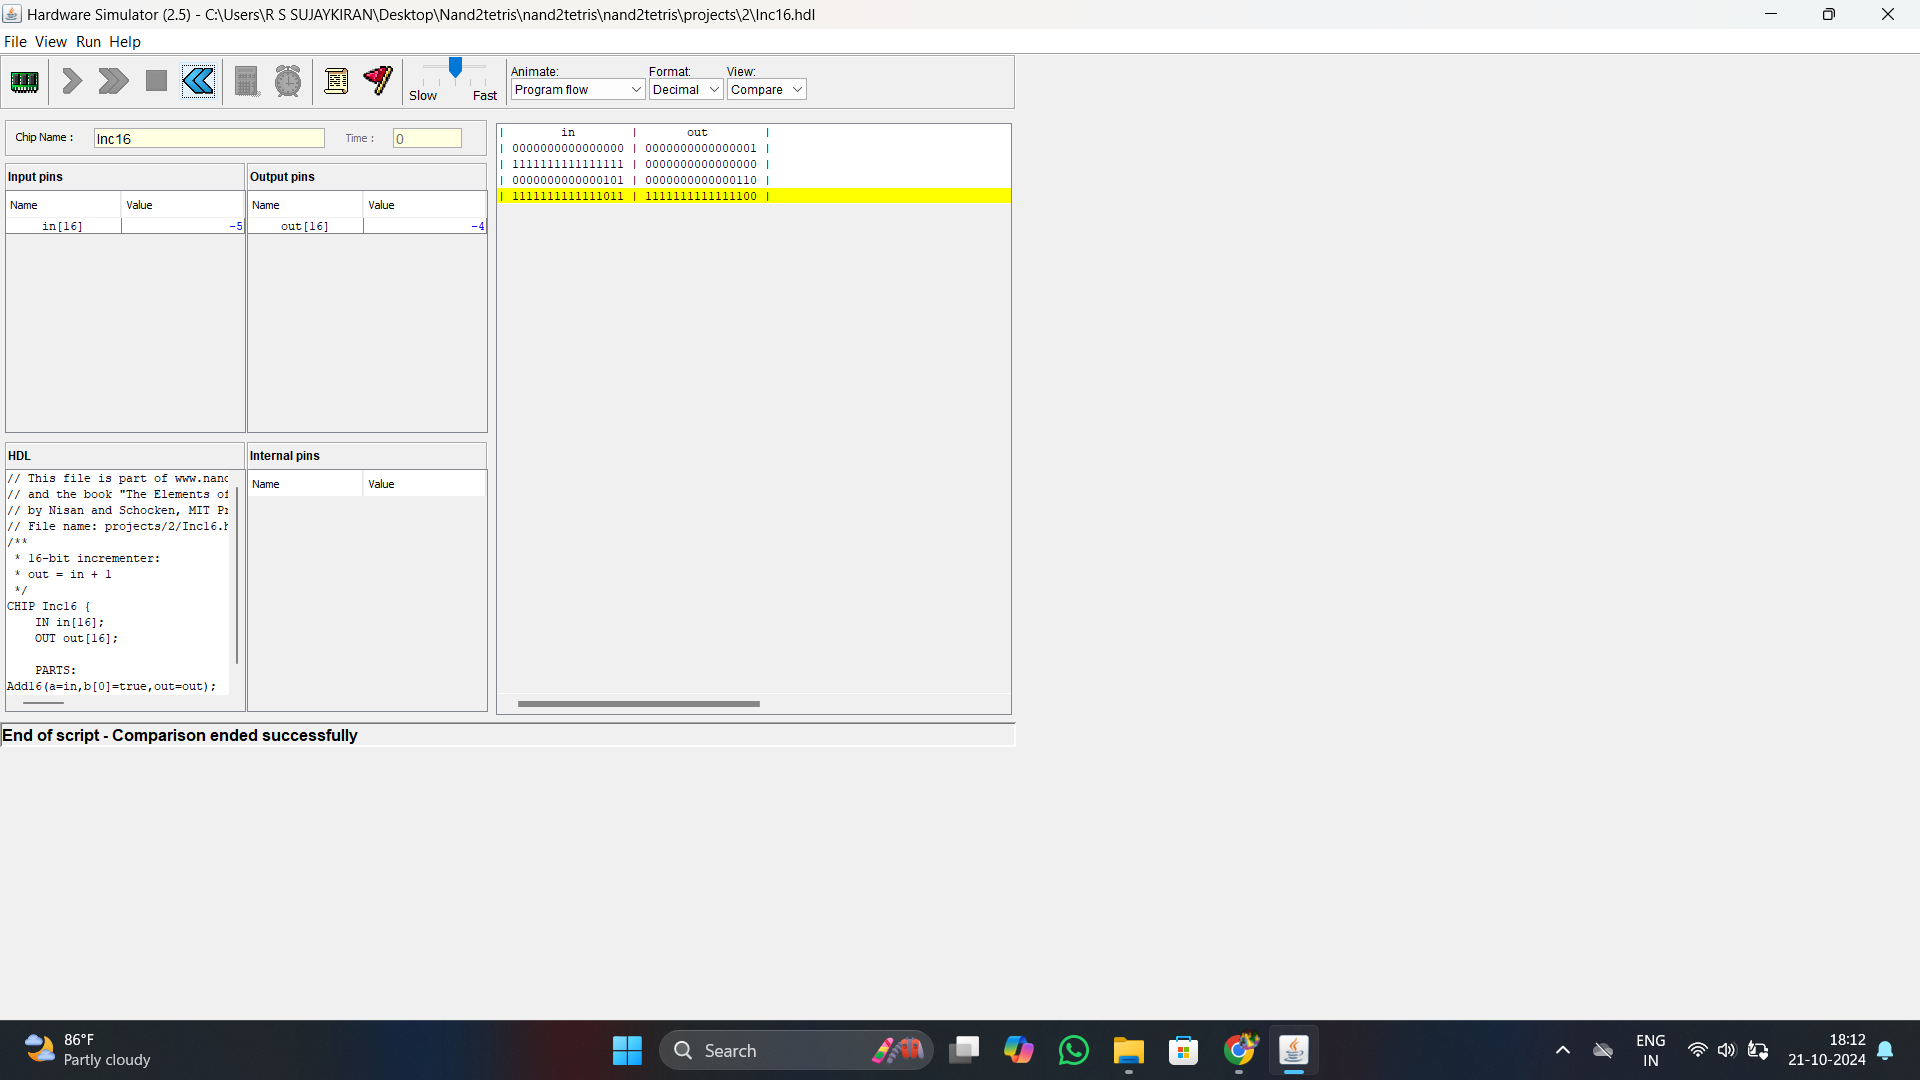 Hardware Simulator (2.5) - C:\Users\R S SUJAYKIRAN\Desktop\Nand2tetris\nand2tetris\nand2tetris\projects\2\Inc16.hdl
File View Run Help
Slow Fast
Animate: Format: View:
Program flow Decimal Compare
Chip Name : Inc16 Time : 0
Input pins Output pins
Name Value Name Value
in[16] -5 out[16] -4
| in | out |
| 0000000000000000 | 0000000000000001 |
| 1111111111111111 | 0000000000000000 |
| 0000000000000101 | 0000000000000110 |
| 1111111111111011 | 1111111111111100 |
HDL Internal pins
Name Value
// This file is part of www.nand
// and the book "The Elements of
// by Nisan and Schocken, MIT Pr
// File name: projects/2/Inc16.h
/**
* 16-bit incrementer:
* out = in + 1
*/
CHIP Inc16 {
IN in[16];
OUT out[16];
PARTS:
Add16(a=in,b[0]=true,out=out);
End of script - Comparison ended successfully
86°F
Partly cloudy
Search
ENG
IN
18:12
21-10-2024